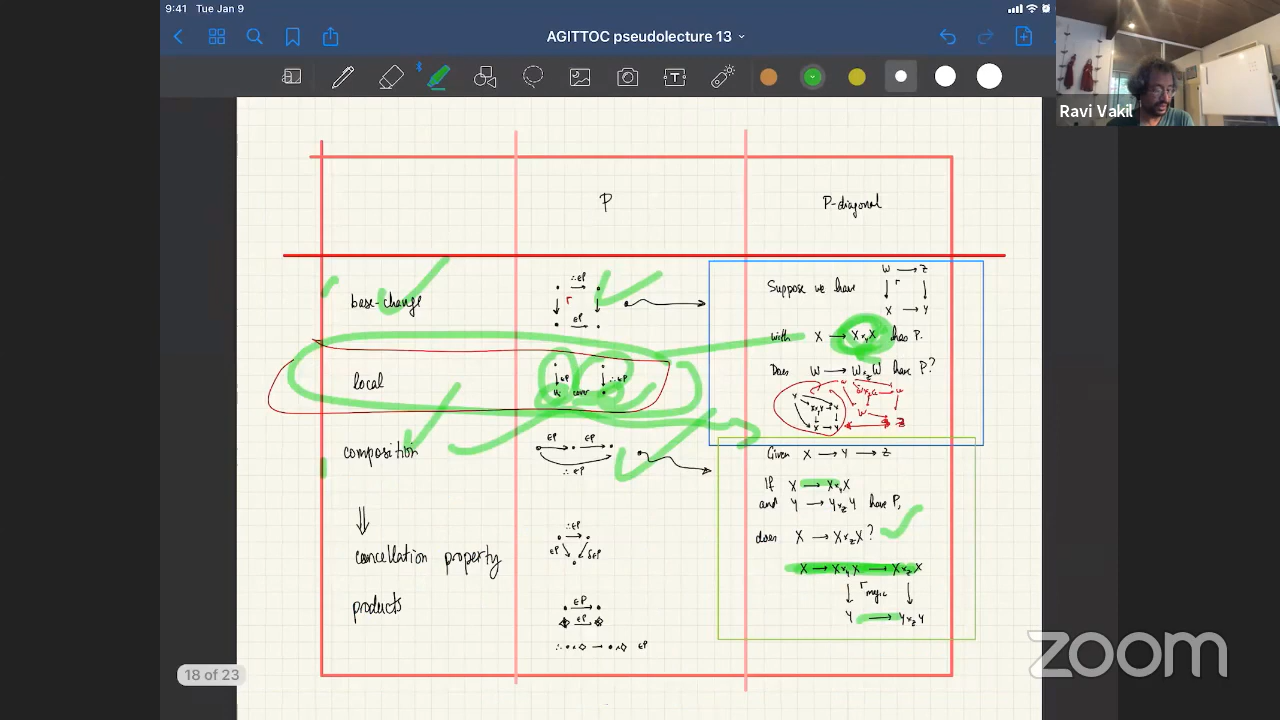 9:41 Tue Jan 9
AGITTOC pseudolecture 13
Ravi Vakil
P
P-diagonal
base-change
∴∈P
∈P
Suppose we have
W → Z
X → Y
with X → X×_Y X has P.
Does W → W×_Z W have P?
local
∈P
∴∈P
cover
composition
∈P ∈P
∴∈P
Given X → Y → Z
If X → X×_Y X
and Y → Y×_Z Y have P,
does X → X×_Z X?
X → X×_Y X → X×_Z X
Y → Y×_Z Y
⇓
cancellation property
∴∈P
∈P δ∈P
products
∈P
∈P
∈P
18 of 23
zoom